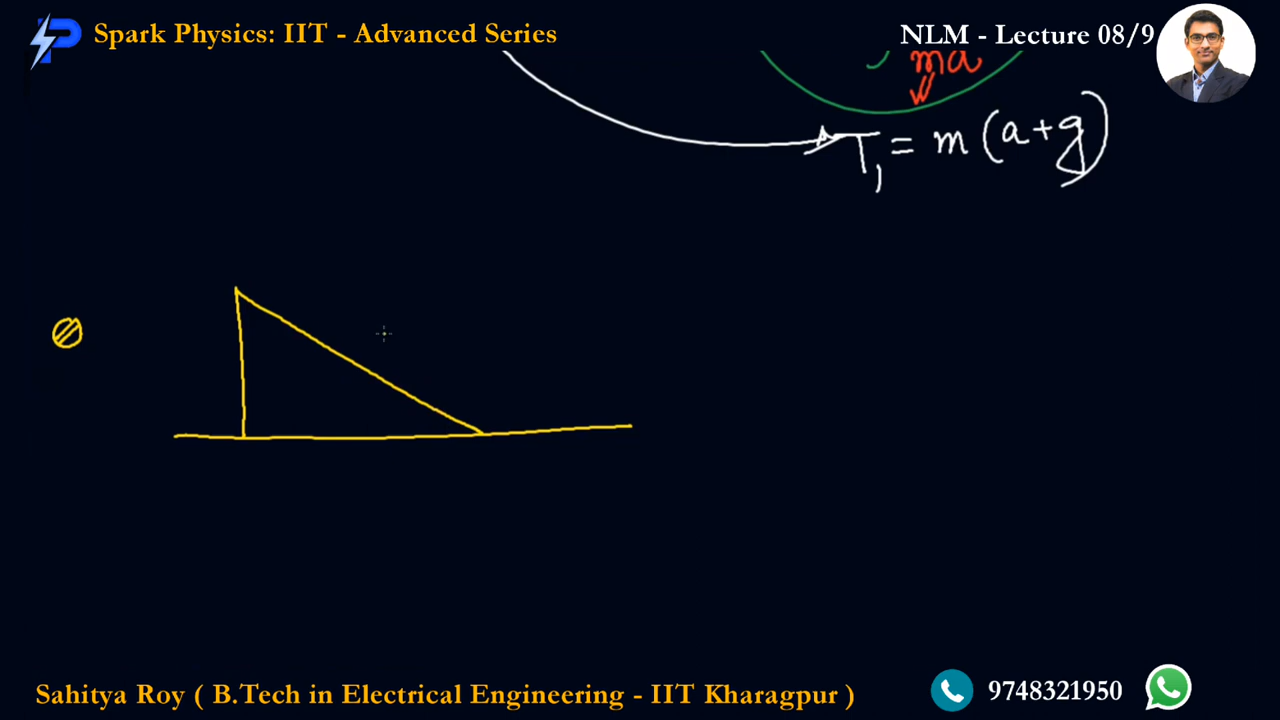 Spark Physics: IIT - Advanced Series
NLM - Lecture 08/9
ma
T₁ = m(a+g)
Sahitya Roy ( B.Tech in Electrical Engineering - IIT Kharagpur )
9748321950